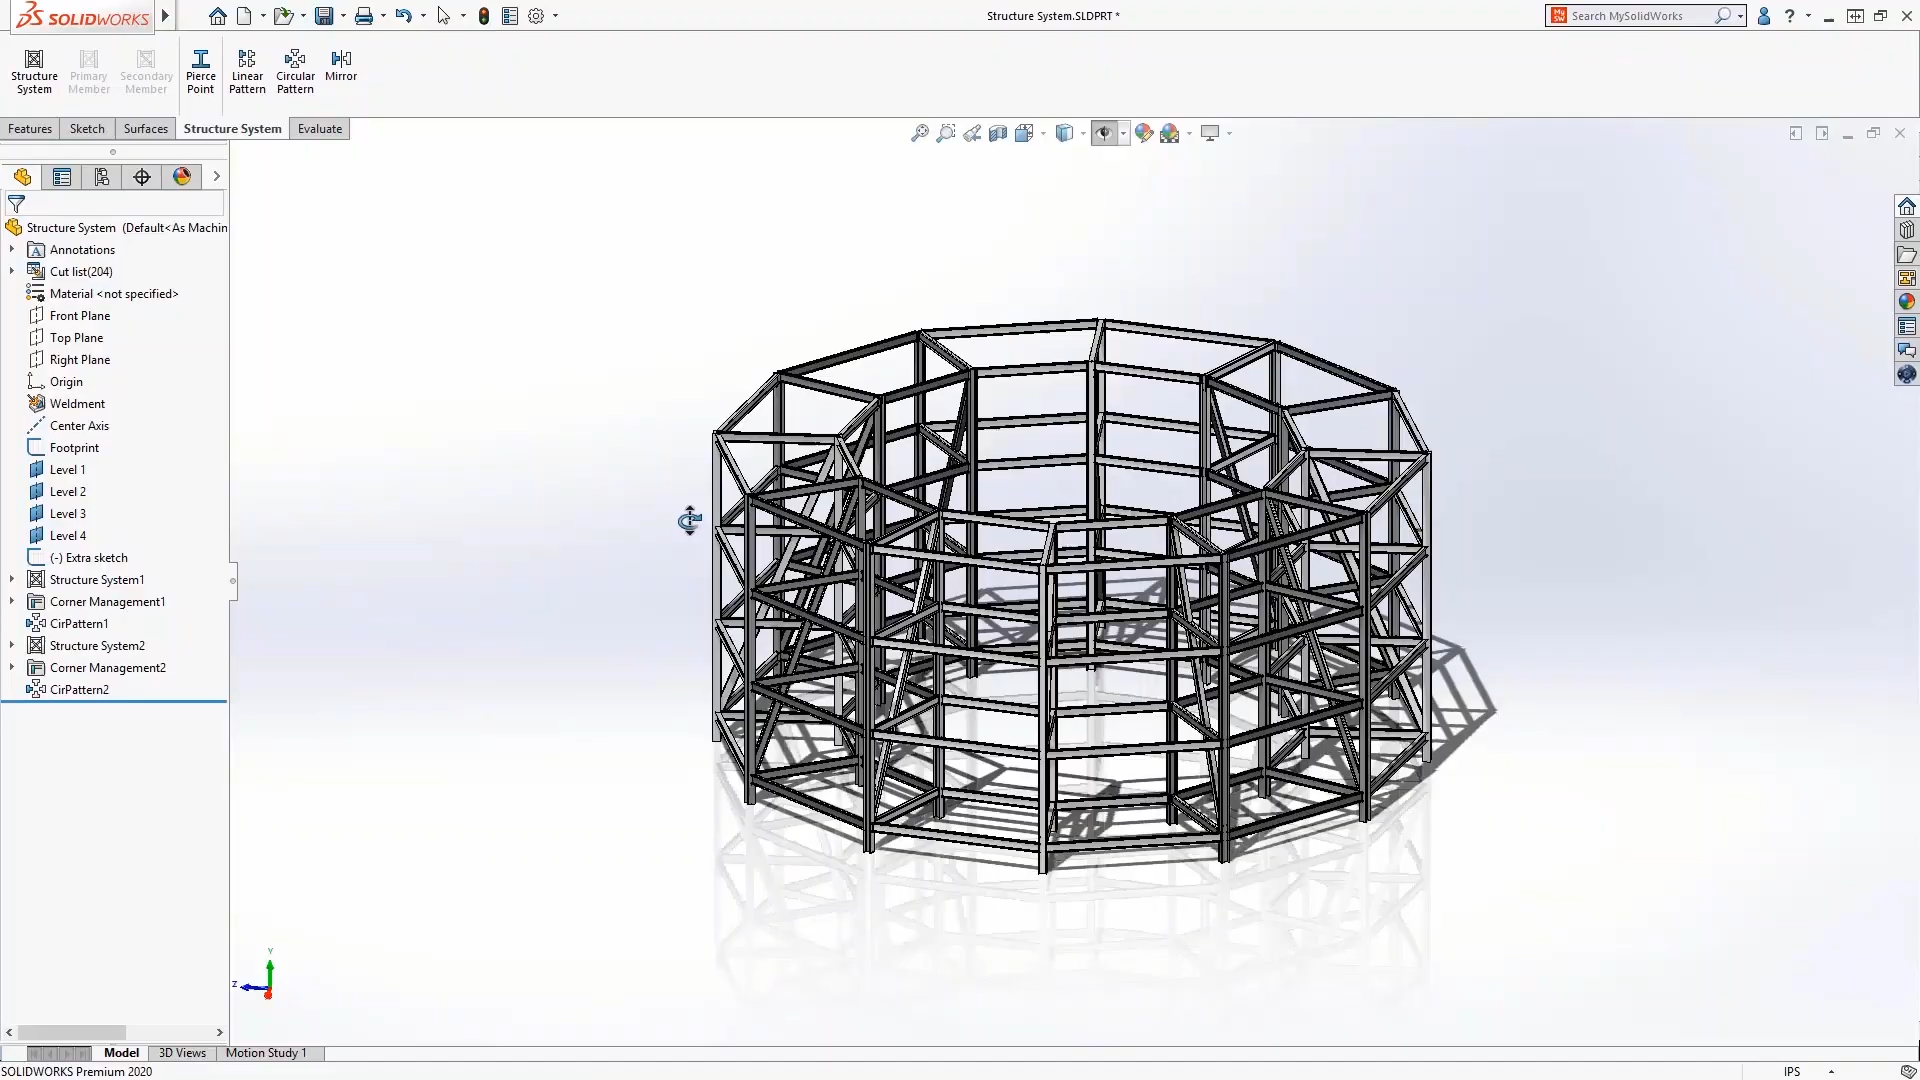 SOLIDWORKS
Structure System.SLDPRT *
Search MySolidWorks
MY SW
?
Structure System
Primary Member
Secondary Member
Pierce Point
Linear Pattern
Circular Pattern
Mirror
Features
Sketch
Surfaces
Structure System
Evaluate
Structure System (Default<As Machin
Annotations
Cut list(204)
Material <not specified>
Front Plane
Top Plane
Right Plane
Origin
Weldment
Center Axis
Footprint
Level 1
Level 2
Level 3
Level 4
(-) Extra sketch
Structure System1
Corner Management1
CirPattern1
Structure System2
Corner Management2
CirPattern2
Y
Z
Model
3D Views
Motion Study 1
SOLIDWORKS Premium 2020
IPS